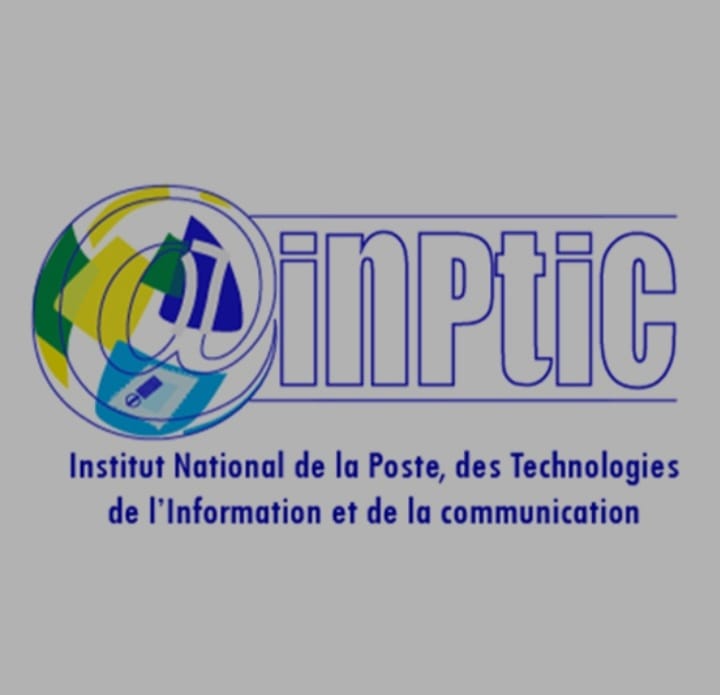 @inptic
Institut National de la Poste, des Technologies
de l'Information et de la communication